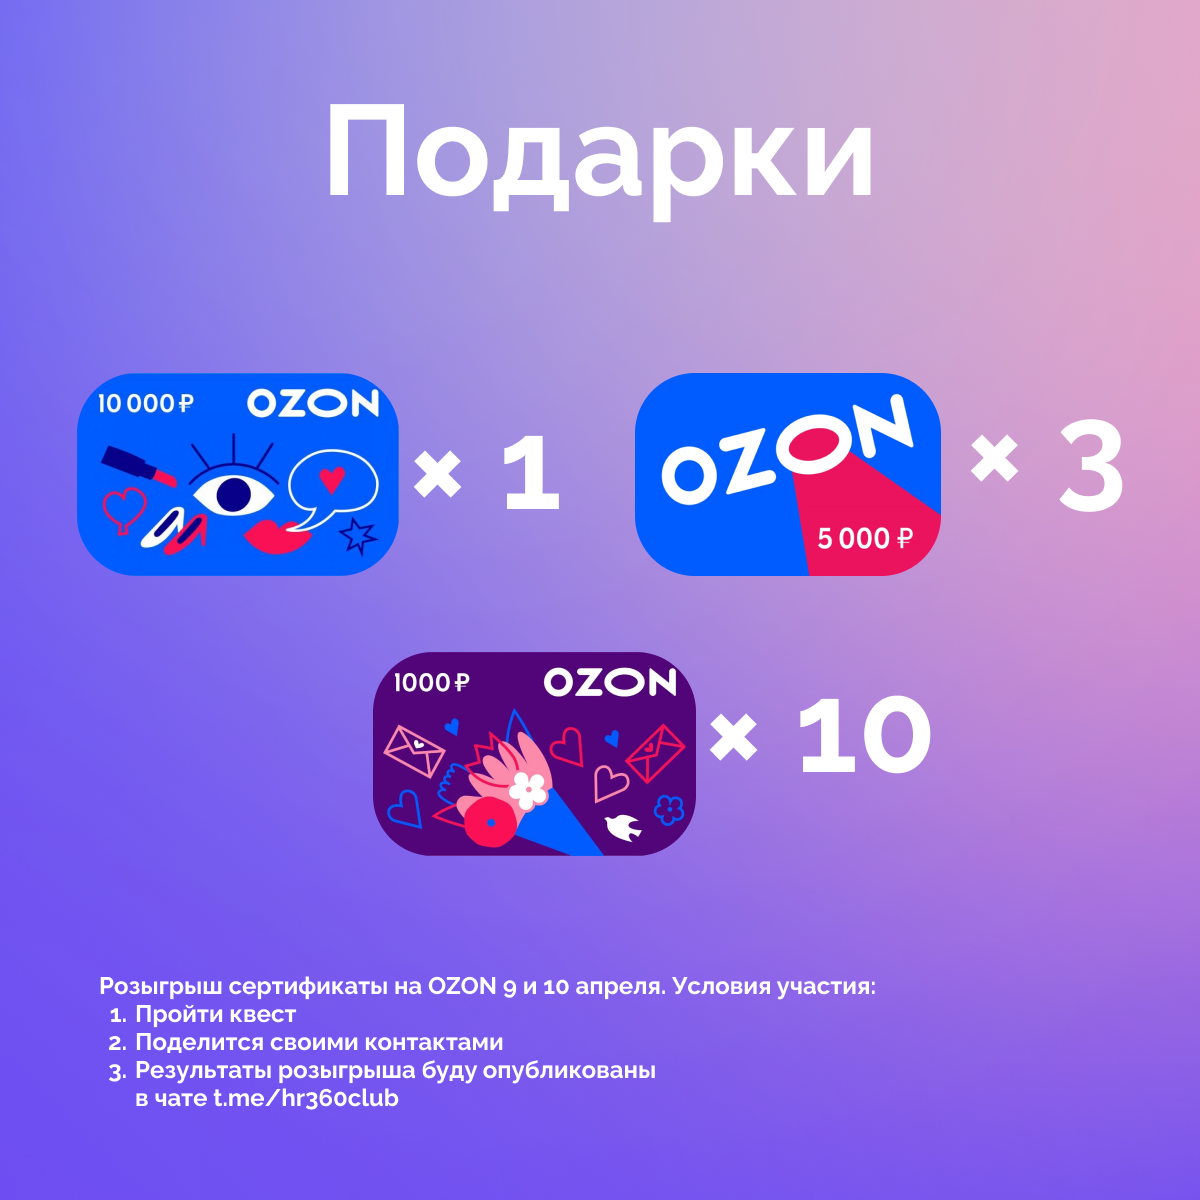 Подарки
10 000 ₽ OZON
× 1
OZON
5 000 ₽
× 3
1000 ₽ OZON
× 10
Розыгрыш сертификаты на OZON 9 и 10 апреля. Условия участия:
1. Пройти квест
2. Поделится своими контактами
3. Результаты розыгрыша буду опубликованы
в чате t.me/hr360club